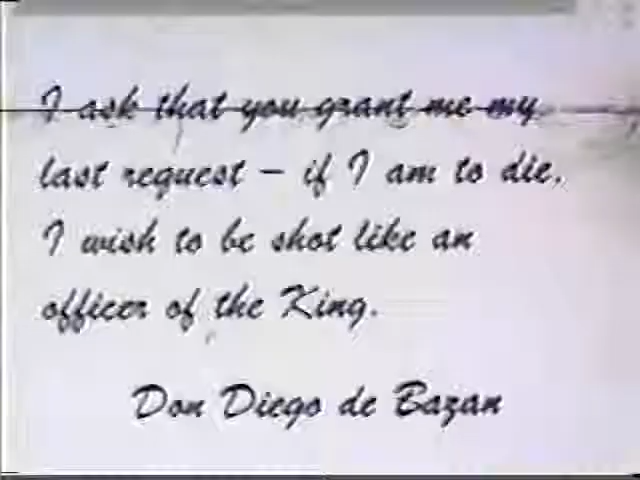 I ask that you grant me my
last request – if I am to die,
I wish to be shot like an
officer of the King.
Don Diego de Bazan